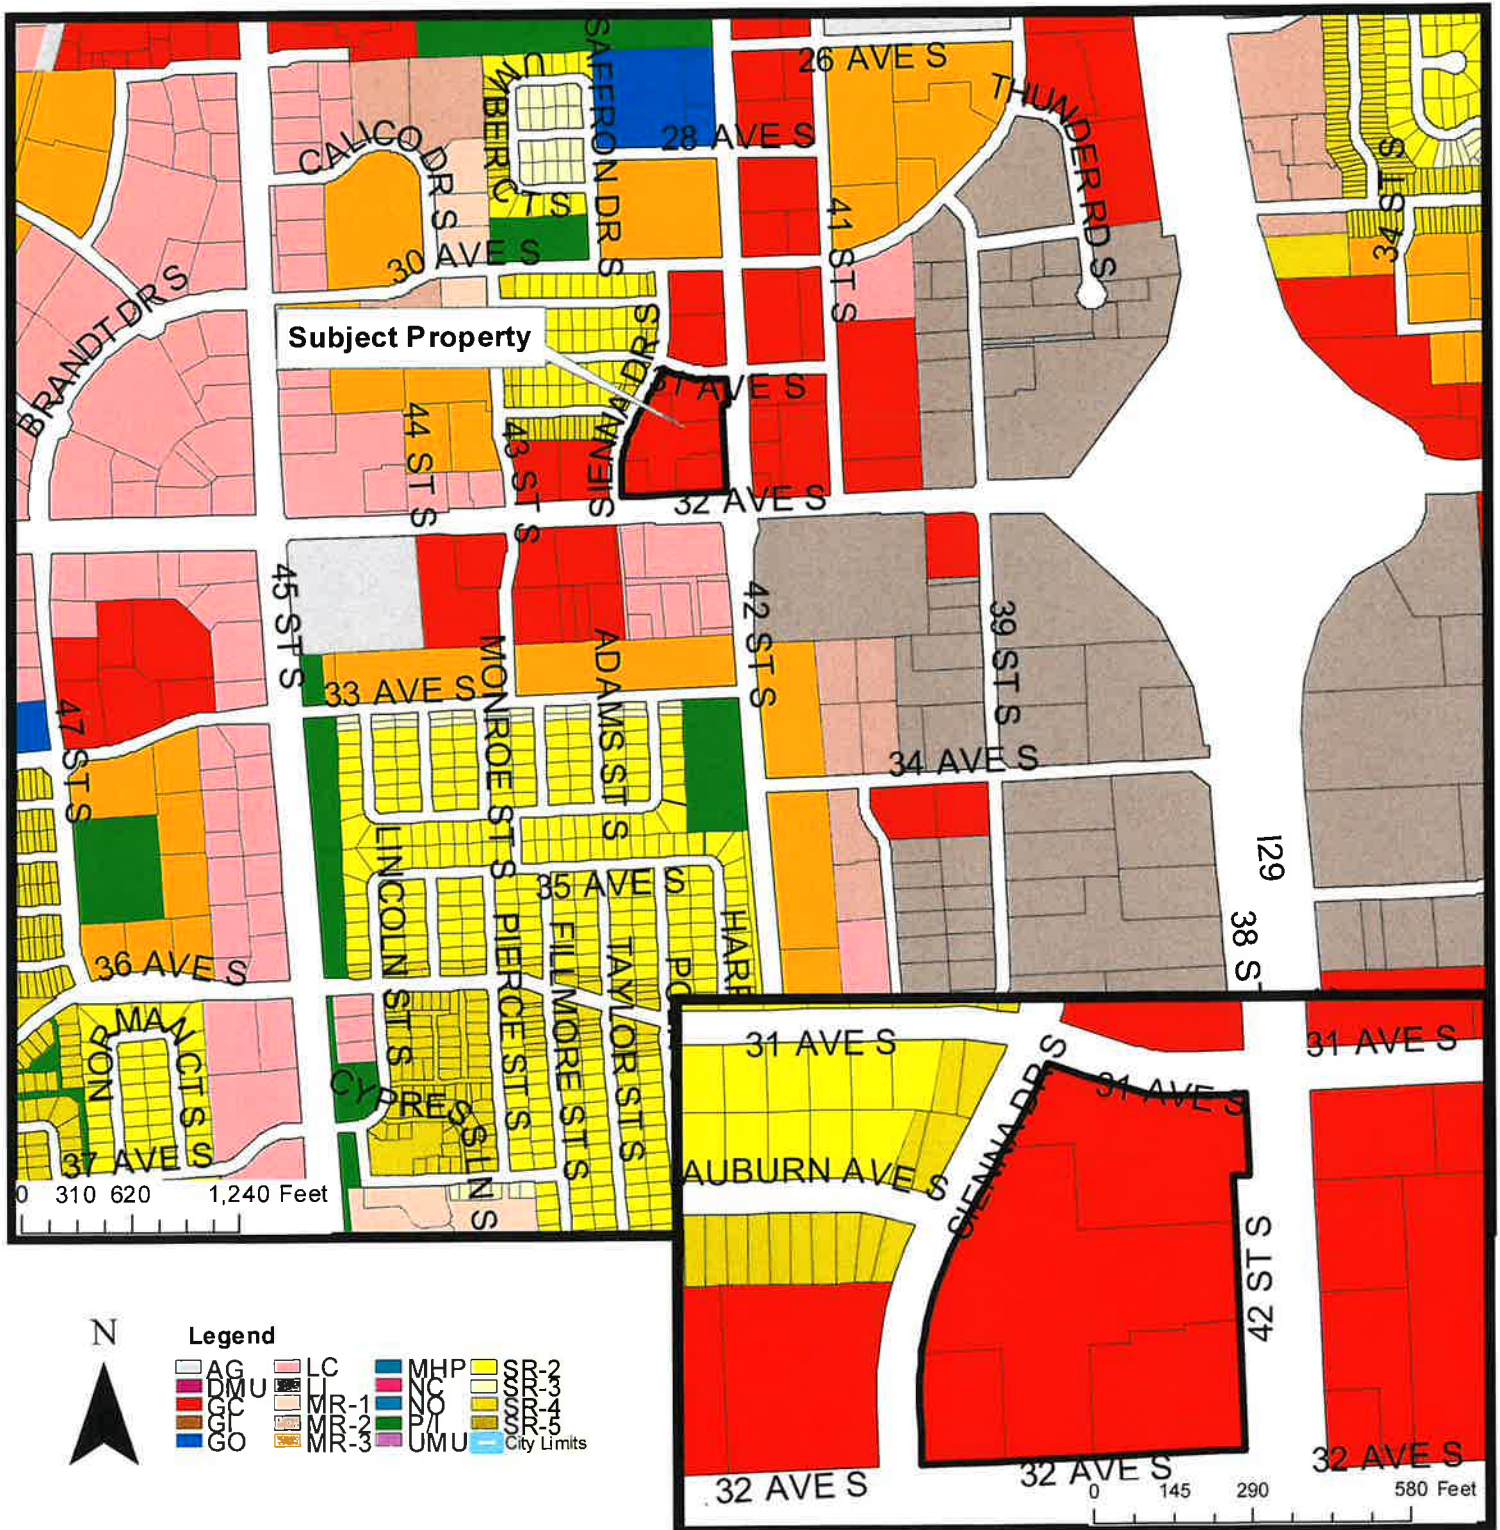 26 AVE S
SAFFRON DR S
UMBER CT S
THUNDER RD S
28 AVE S
CALICO DR S
34 ST S
41 ST S
30 AVE S
BRANDT DR S
Subject Property
SIENNA DR S
31 AVE S
44 ST S
43 ST S
32 AVE S
45 ST S
42 ST S
39 ST S
MONROE ST S
ADAMS ST S
33 AVE S
47 ST S
34 AVE S
I29
LINCOLN ST S
35 AVE S
PIERCE ST S
FILLMORE ST S
TAYLOR ST S
HARR
38 S
36 AVE S
NORMAN CT S
CYPRESS LN S
37 AVE S
0 310 620 1,240 Feet
31 AVE S
31 AVE S
31 AVE S
SIENNA DR S
AUBURN AVE S
42 ST S
32 AVE S
32 AVE S
32 AVE S
0 145 290 580 Feet
N
Legend
AG LC MHP SR-2
DMU LI NC SR-3
GC MR-1 NO SR-4
GI MR-2 P/I SR-5
GO MR-3 UMU City Limits